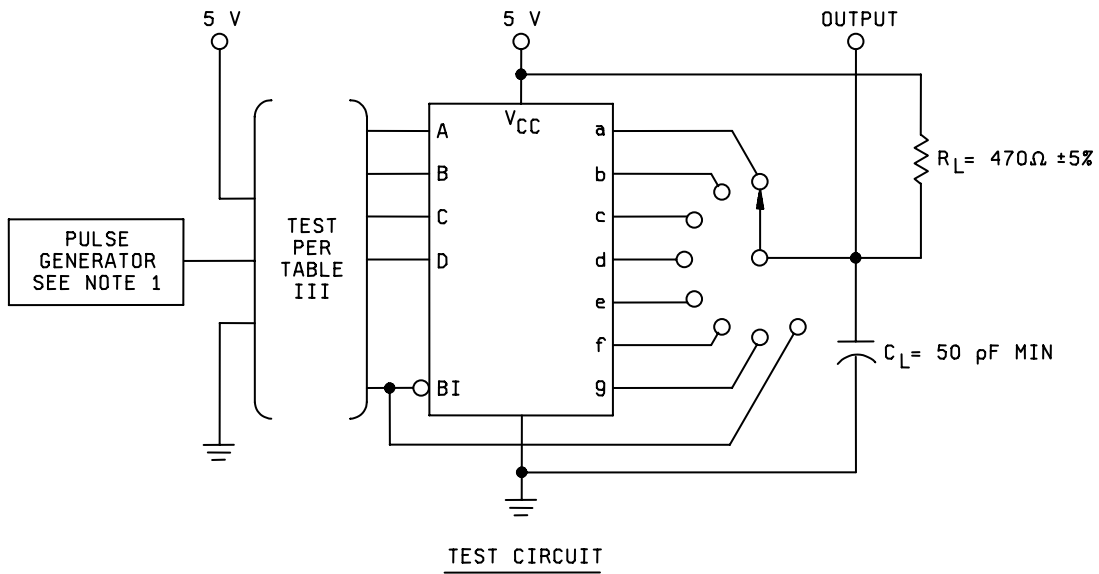 5 V
5 V
OUTPUT
VCC
A
B
C
D
BI
a
b
c
d
e
f
g
PULSE
GENERATOR
SEE NOTE 1
TEST
PER
TABLE
III
RL= 470Ω ±5%
CL= 50 pF MIN
TEST CIRCUIT